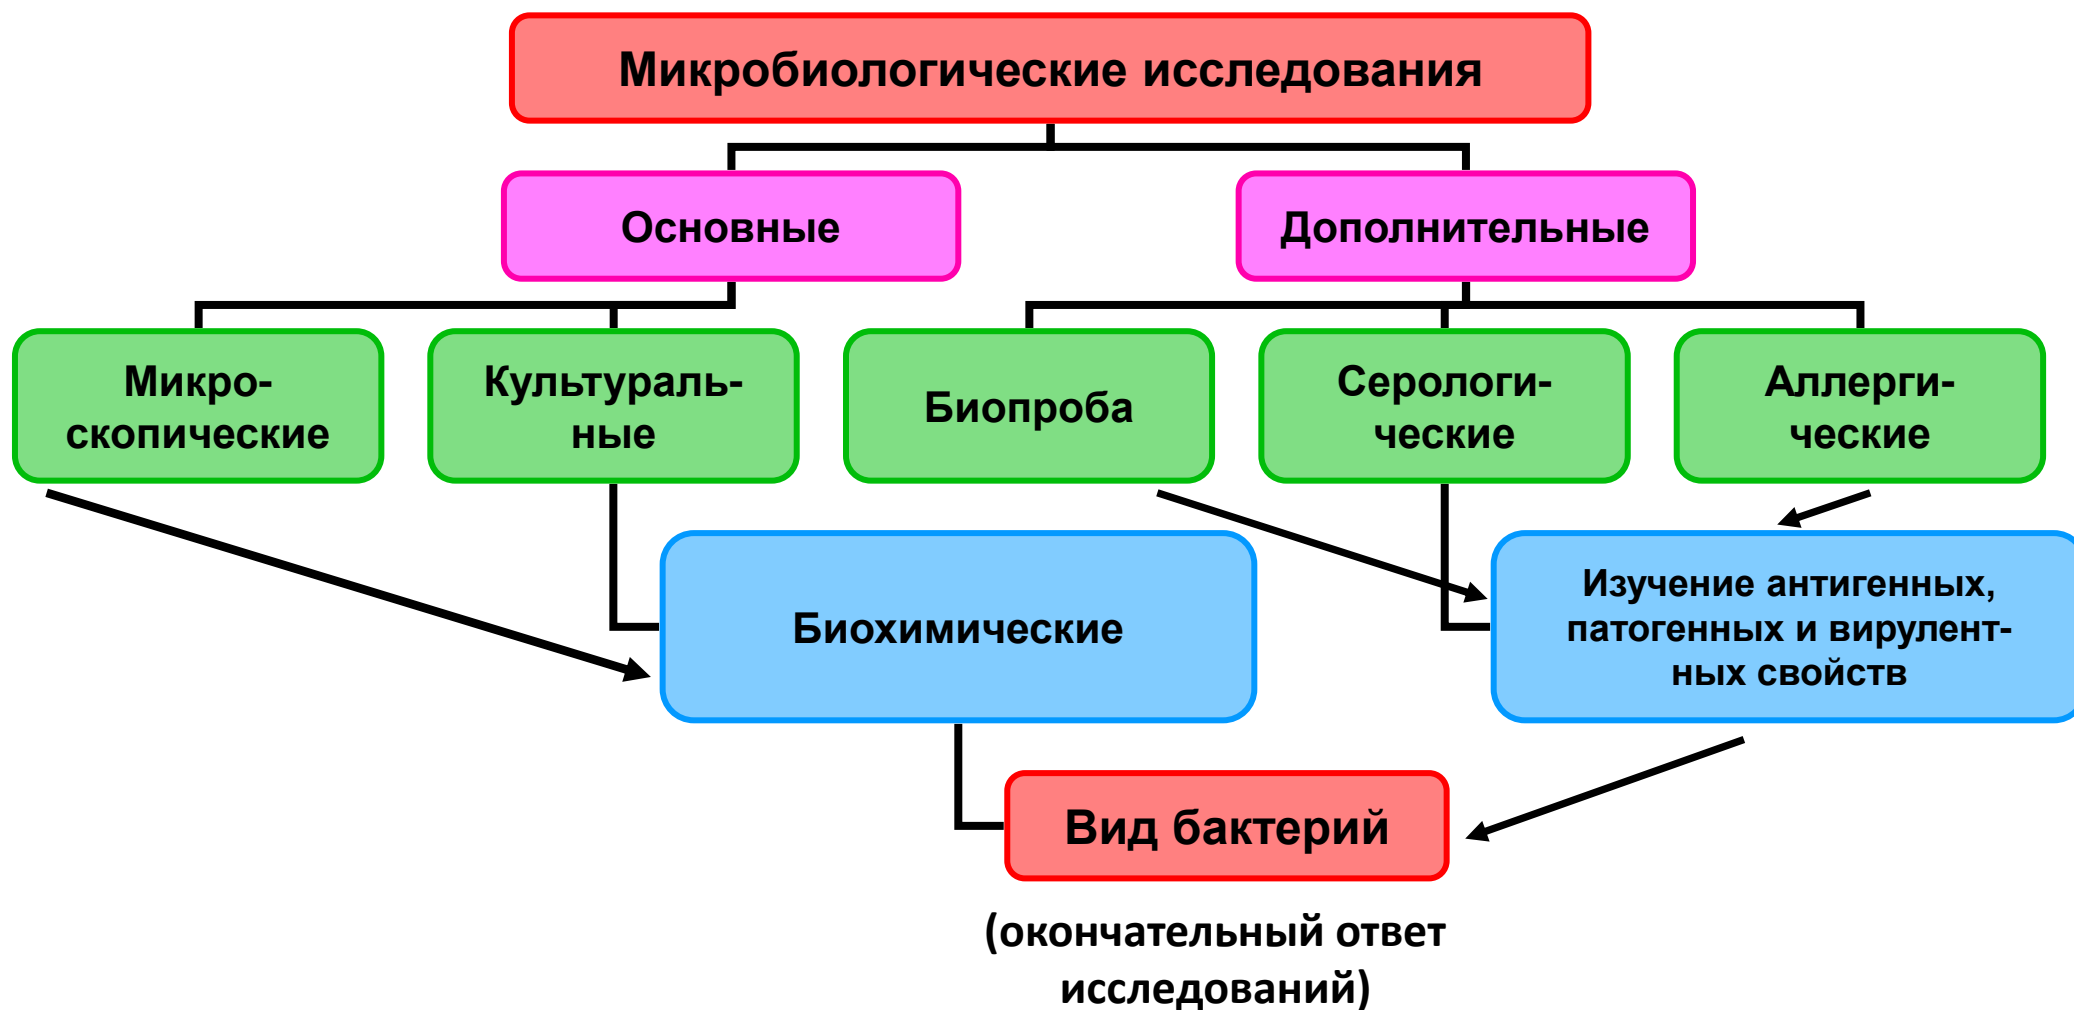 Микробиологические исследования
Основные
Дополнительные
Микро-
скопические
Культураль-
ные
Биопроба
Серологи-
ческие
Аллерги-
ческие
Биохимические
Изучение антигенных,
патогенных и вирулент-
ных свойств
Вид бактерий
(окончательный ответ
исследований)